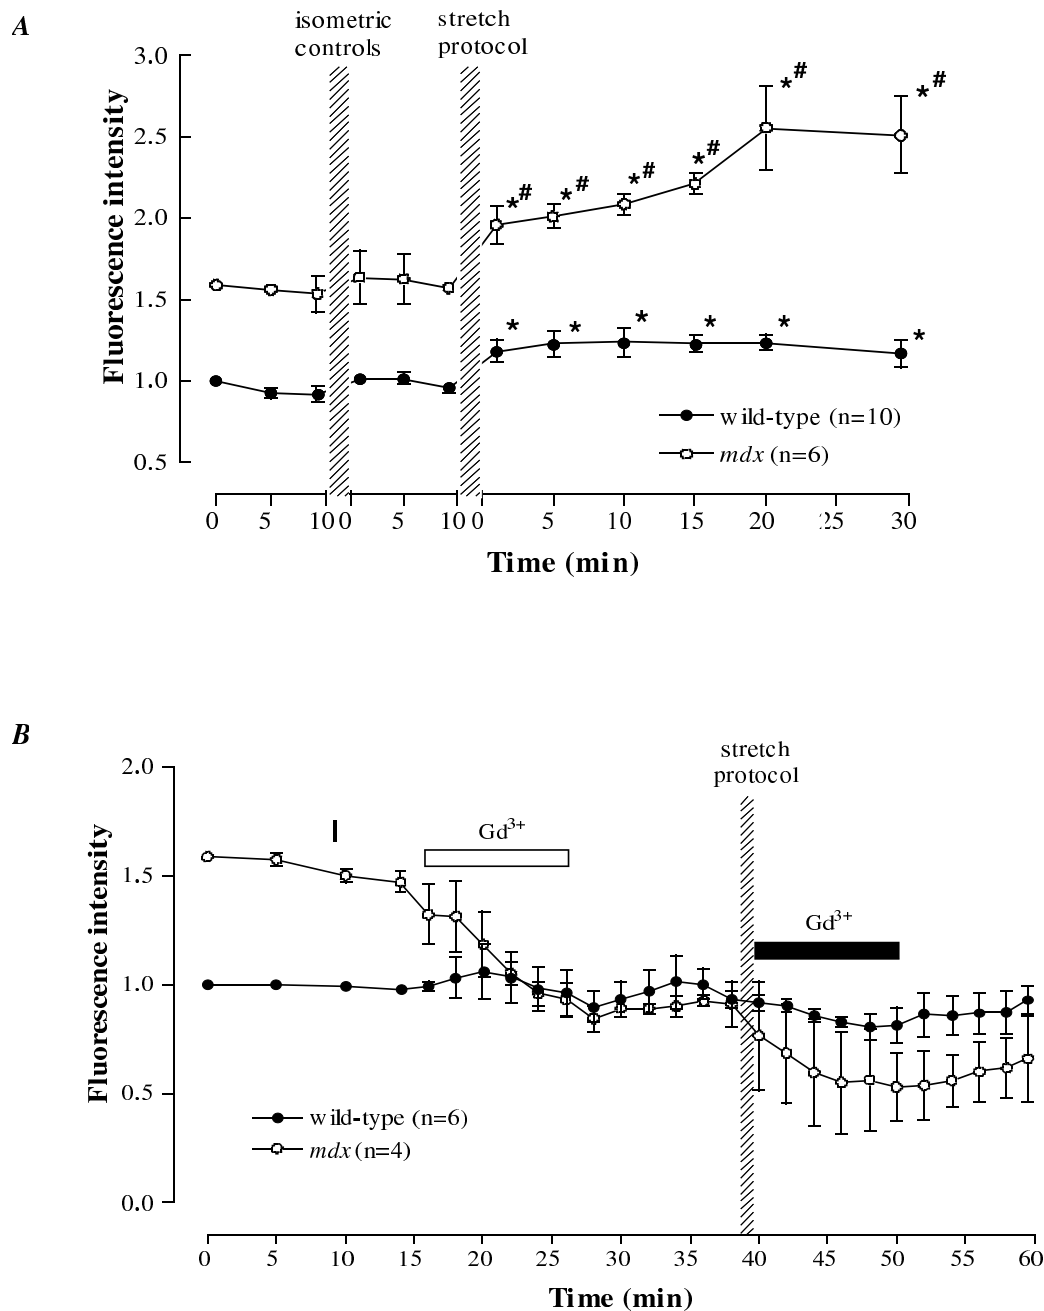 A
isometric
controls
stretch
protocol
3.0
2.5
2.0
1.5
1.0
0.5
Fluorescence intensity
*#
*#
*#
*#
*#
*#
*
*
*
*
*
*
wild-type (n=10)
mdx (n=6)
0 5 10 0 5 10 0 5 10 15 20 25 30
Time (min)
B
stretch
protocol
2.0
1.5
1.0
0.5
0.0
Fluorescence intensity
Gd3+
Gd3+
wild-type (n=6)
mdx (n=4)
0 5 10 15 20 25 30 35 40 45 50 55 60
Time (min)